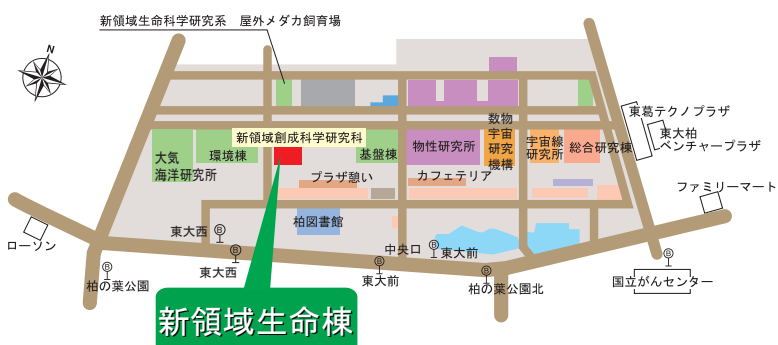 新領域生命科学研究系 屋外メダカ飼育場
N
東葛テクノプラザ
東大柏
ベンチャープラザ
新領域創成科学研究科
大気
海洋研究所
環境棟
基盤棟
物性研究所
数物
宇宙
研究
機構
宇宙線
研究所
総合研究棟
プラザ憩い
カフェテリア
ファミリーマート
柏図書館
ローソン
東大西
B
B
東大西
中央口
B
東大前
B
東大前
B
柏の葉公園
B
柏の葉公園北
B
国立がんセンター
新領域生命棟